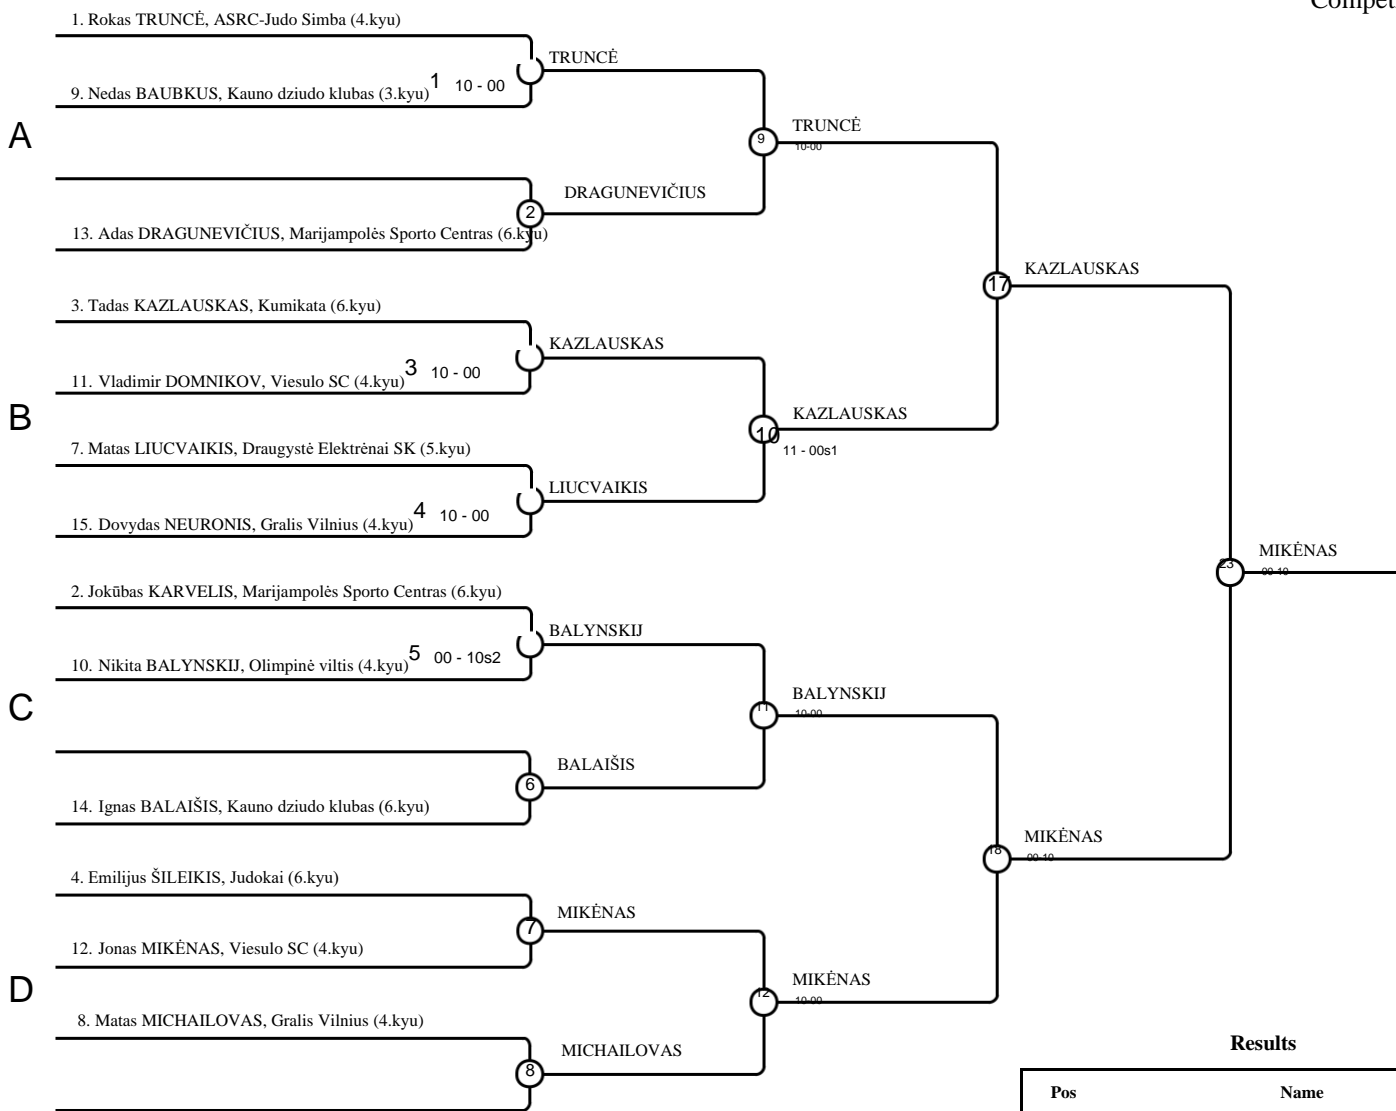 Compet
1. Rokas TRUNCĖ, ASRC-Judo Simba (4.kyu)
TRUNCĖ
9. Nedas BAUBKUS, Kauno dziudo klubas (3.kyu) 1 10 - 00
A
9 TRUNCĖ
10-00
2 DRAGUNEVIČIUS
13. Adas DRAGUNEVIČIUS, Marijampolės Sporto Centras (6.kyu)
17 KAZLAUSKAS
3. Tadas KAZLAUSKAS, Kumikata (6.kyu)
KAZLAUSKAS
11. Vladimir DOMNIKOV, Viesulo SC (4.kyu) 3 10 - 00
B
10 KAZLAUSKAS
11 - 00s1
7. Matas LIUCVAIKIS, Draugystė Elektrėnai SK (5.kyu)
LIUCVAIKIS
15. Dovydas NEURONIS, Gralis Vilnius (4.kyu) 4 10 - 00
23 MIKĖNAS
00-10
2. Jokūbas KARVELIS, Marijampolės Sporto Centras (6.kyu)
BALYNSKIJ
10. Nikita BALYNSKIJ, Olimpinė viltis (4.kyu) 5 00 - 10s2
C
11 BALYNSKIJ
10-00
6 BALAIŠIS
14. Ignas BALAIŠIS, Kauno dziudo klubas (6.kyu)
18 MIKĖNAS
00-10
4. Emilijus ŠILEIKIS, Judokai (6.kyu)
7 MIKĖNAS
12. Jonas MIKĖNAS, Viesulo SC (4.kyu)
D
12 MIKĖNAS
10-00
8. Matas MICHAILOVAS, Gralis Vilnius (4.kyu)
8 MICHAILOVAS
Results
Pos Name